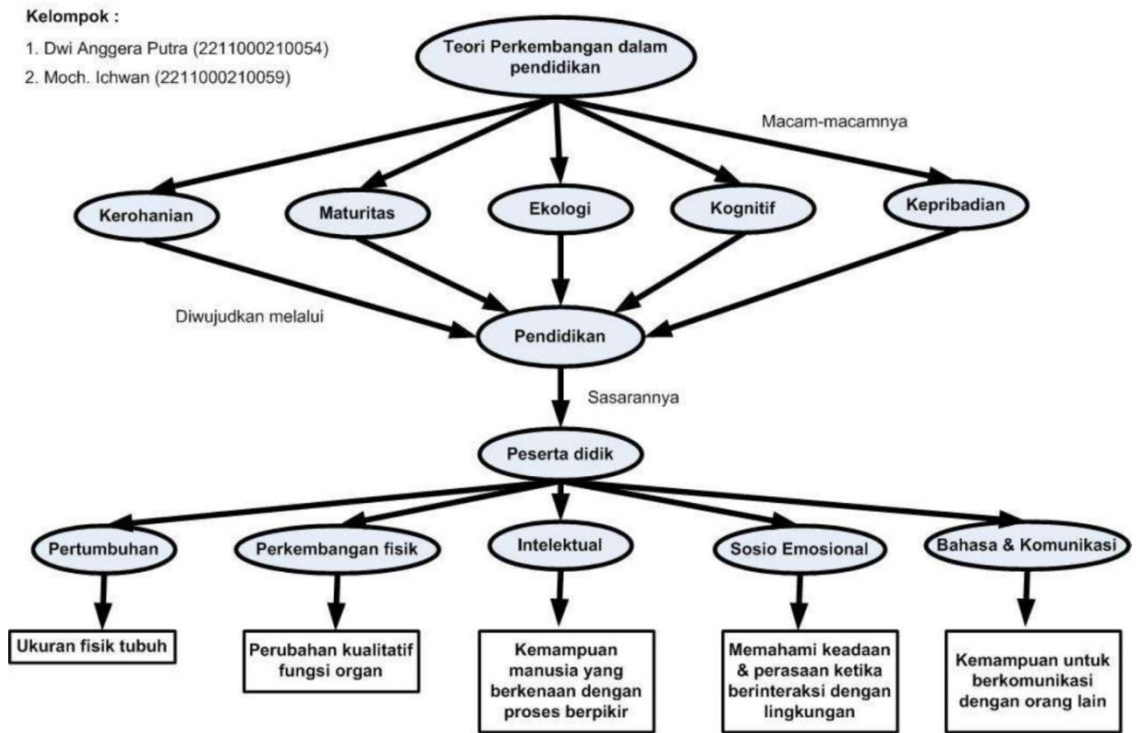 Kelompok :
1. Dwi Anggera Putra (2211000210054)
2. Moch. Ichwan (2211000210059)
Teori Perkembangan dalam
pendidikan
Macam-macamnya
Kerohanian
Maturitas
Ekologi
Kognitif
Kepribadian
Diwujudkan melalui
Pendidikan
Sasarannya
Peserta didik
Pertumbuhan
Perkembangan fisik
Intelektual
Sosio Emosional
Bahasa & Komunikasi
Ukuran fisik tubuh
Perubahan kualitatif
fungsi organ
Kemampuan
manusia yang
berkenaan dengan
proses berpikir
Memahami keadaan
& perasaan ketika
berinteraksi dengan
lingkungan
Kemampuan untuk
berkomunikasi
dengan orang lain